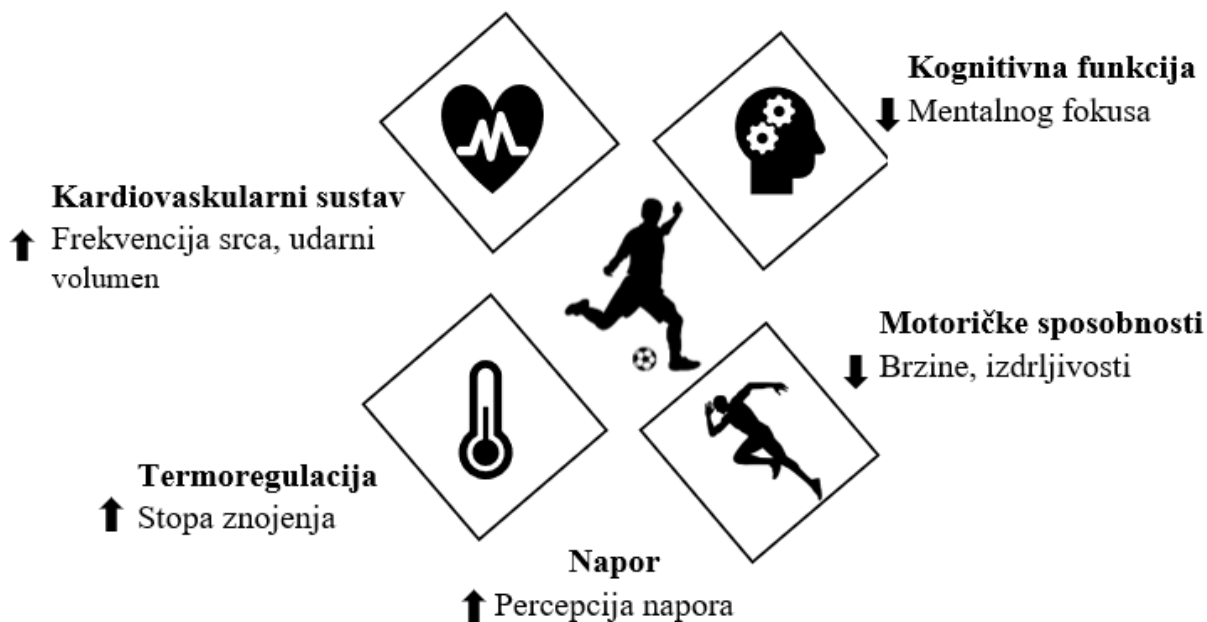 Kognitivna funkcija
⬇ Mentalnog fokusa
Kardiovaskularni sustav
⬆ Frekvencija srca, udarni
volumen
Motoričke sposobnosti
⬇ Brzine, izdrljivosti
Termoregulacija
⬆ Stopa znojenja
Napor
⬆ Percepcija napora